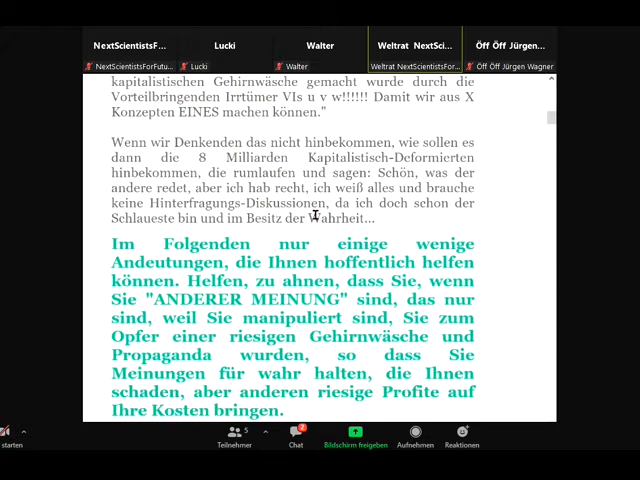 NextScientistsF...
Lucki
Walter
Weltrat NextSci...
Öff Öff Jürgen...
NextScientistsForFutu...
Lucki
Walter
Weltrat NextScientistsFor...
Öff Öff Jürgen Wagner
kapitalistischen Gehirnwäsche gemacht wurde durch die
Vorteilbringenden Irrtümer VIs u v w!!!!!! Damit wir aus X
Konzepten EINES machen können."
Wenn wir Denkenden das nicht hinbekommen, wie sollen es
dann die 8 Milliarden Kapitalistisch-Deformierten
hinbekommen, die rumlaufen und sagen: Schön, was der
andere redet, aber ich hab recht, ich weiß alles und brauche
keine Hinterfragungs-Diskussionen, da ich doch schon der
Schlaueste bin und im Besitz der Wahrheit...
Im Folgenden nur einige wenige
Andeutungen, die Ihnen hoffentlich helfen
können. Helfen, zu ahnen, dass Sie, wenn
Sie "ANDERER MEINUNG" sind, das nur
sind, weil Sie manipuliert sind, Sie zum
Opfer einer riesigen Gehirnwäsche und
Propaganda wurden, so dass Sie
Meinungen für wahr halten, die Ihnen
schaden, aber anderen riesige Profite auf
Ihre Kosten bringen.
5
2
starten
Teilnehmer
Chat
Bildschirm freigeben
Aufnehmen
Reaktionen